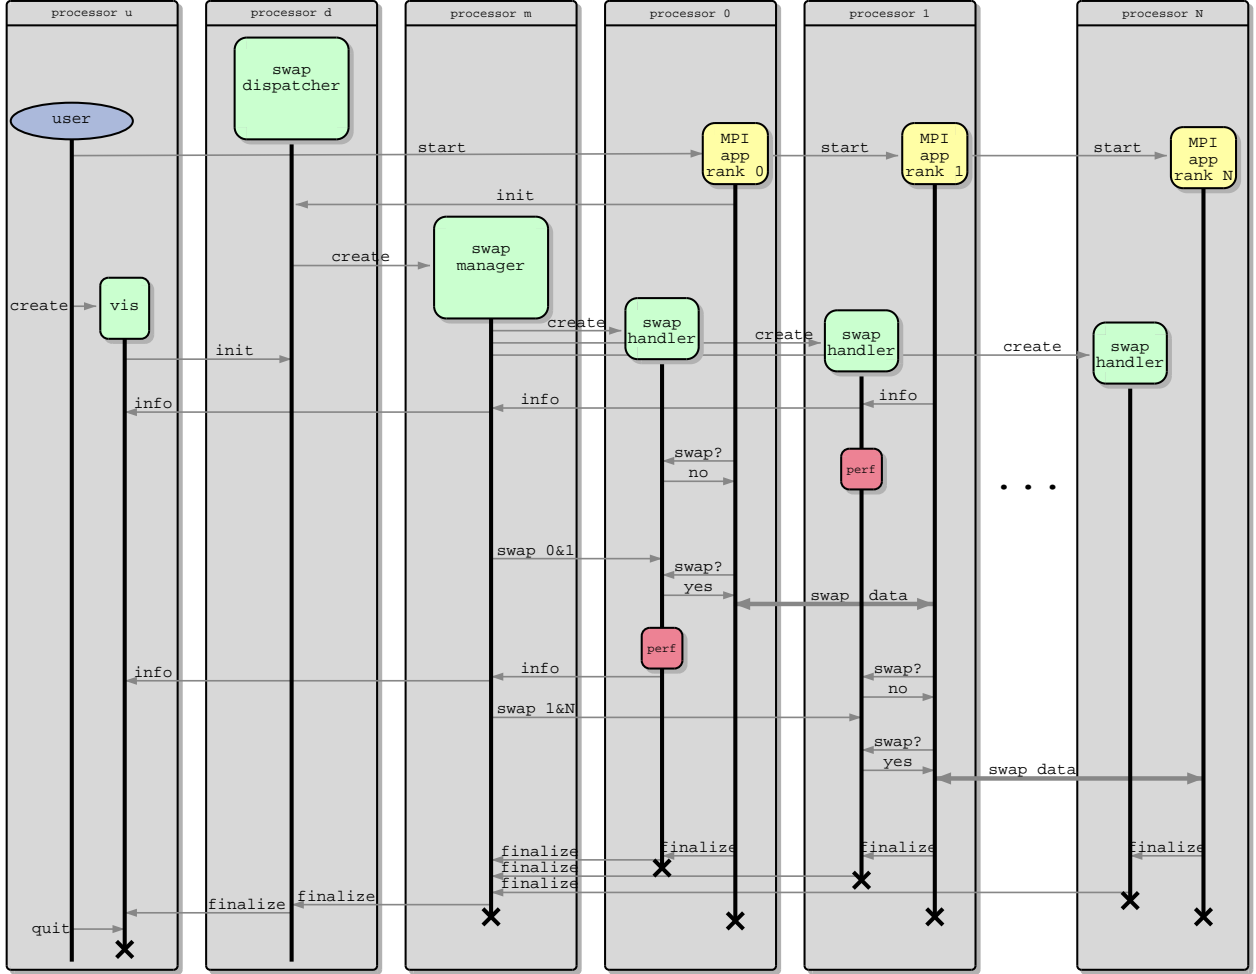 processor u
processor d
processor m
processor 0
processor 1
processor N
swap
dispatcher
user
start
MPI
app
rank 0
start
MPI
app
rank 1
start
MPI
app
rank N
init
swap
manager
create
create
vis
create
swap
handler
create
swap
handler
create
swap
handler
init
info
info
info
swap?
no
perf
. . .
swap 0&1
swap?
yes
swap data
perf
info
info
swap?
no
swap 1&N
swap?
yes
swap data
finalize
finalize
finalize
finalize
finalize
finalize
finalize
finalize
quit